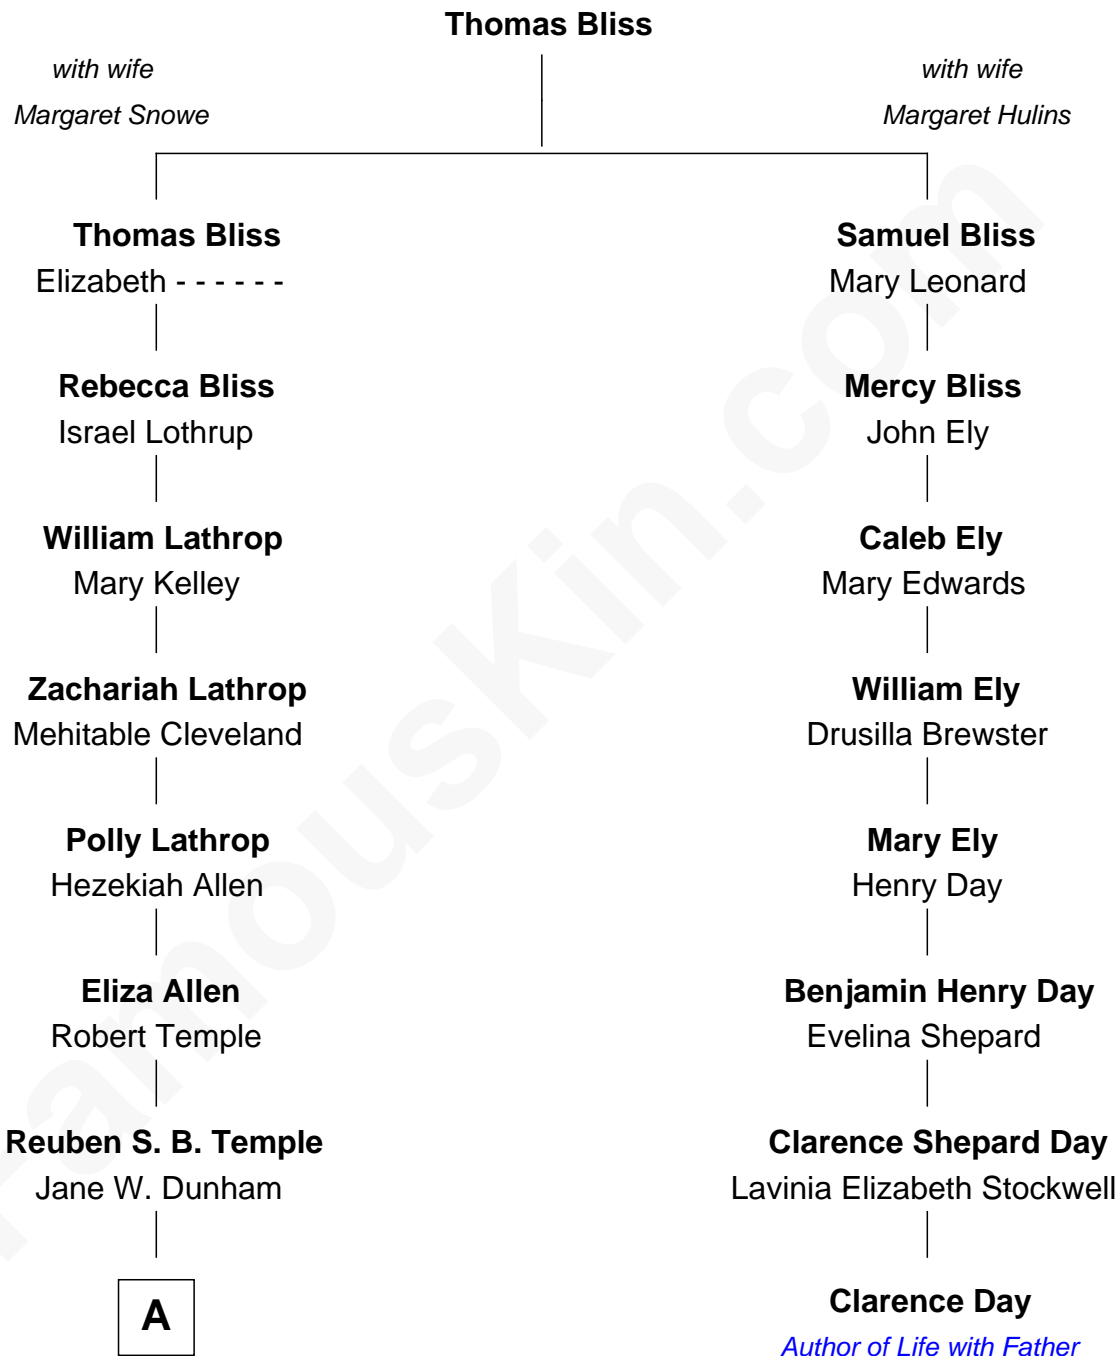 Thomas Bliss
with wife
Margaret Snowe
with wife
Margaret Hulins
Thomas Bliss
Elizabeth - - - - - -
Samuel Bliss
Mary Leonard
Rebecca Bliss
Israel Lothrup
Mercy Bliss
John Ely
William Lathrop
Mary Kelley
Caleb Ely
Mary Edwards
Zachariah Lathrop
Mehitable Cleveland
William Ely
Drusilla Brewster
Polly Lathrop
Hezekiah Allen
Mary Ely
Henry Day
Eliza Allen
Robert Temple
Benjamin Henry Day
Evelina Shepard
Reuben S. B. Temple
Jane W. Dunham
Clarence Shepard Day
Lavinia Elizabeth Stockwell
A
Clarence Day
Author of Life with Father
FamousKin.com